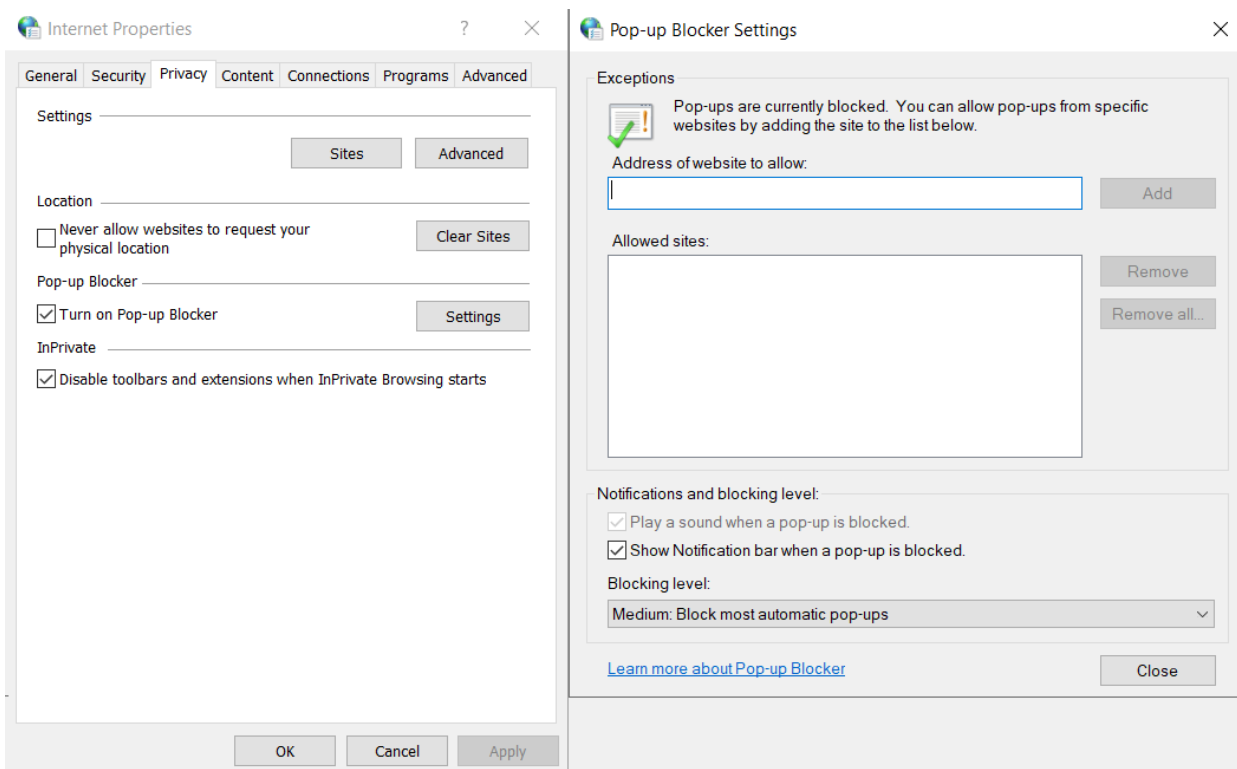 Internet Properties
?
General Security Privacy Content Connections Programs Advanced
Settings
Sites Advanced
Location
Never allow websites to request your
physical location
Clear Sites
Pop-up Blocker
Turn on Pop-up Blocker
Settings
InPrivate
Disable toolbars and extensions when InPrivate Browsing starts
OK Cancel Apply
Pop-up Blocker Settings
Exceptions
Pop-ups are currently blocked. You can allow pop-ups from specific
websites by adding the site to the list below.
Address of website to allow:
Add
Allowed sites:
Remove
Remove all...
Notifications and blocking level:
Play a sound when a pop-up is blocked.
Show Notification bar when a pop-up is blocked.
Blocking level:
Medium: Block most automatic pop-ups
Learn more about Pop-up Blocker
Close